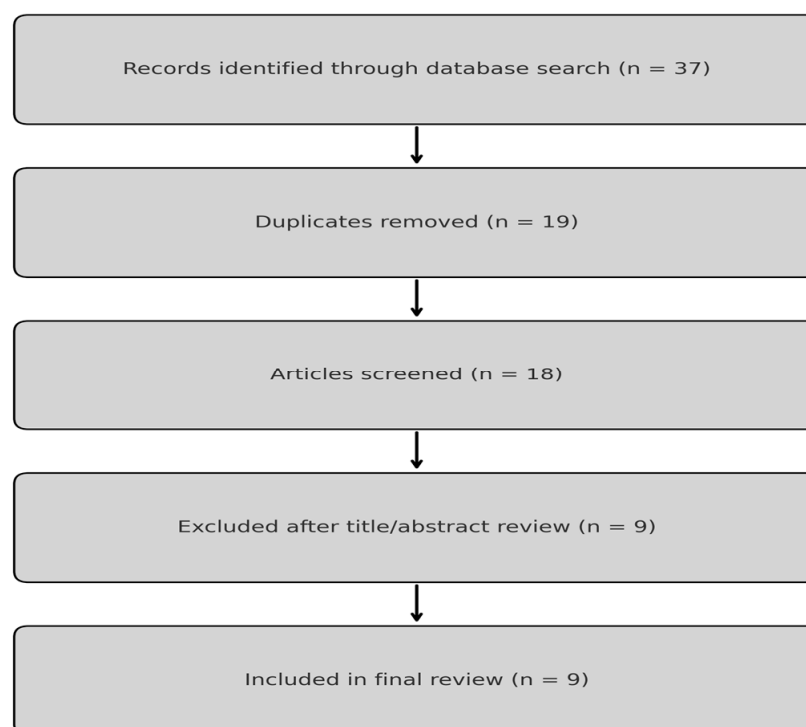 Records identified through database search (n = 37)
Duplicates removed (n = 19)
Articles screened (n = 18)
Excluded after title/abstract review (n = 9)
Included in final review (n = 9)